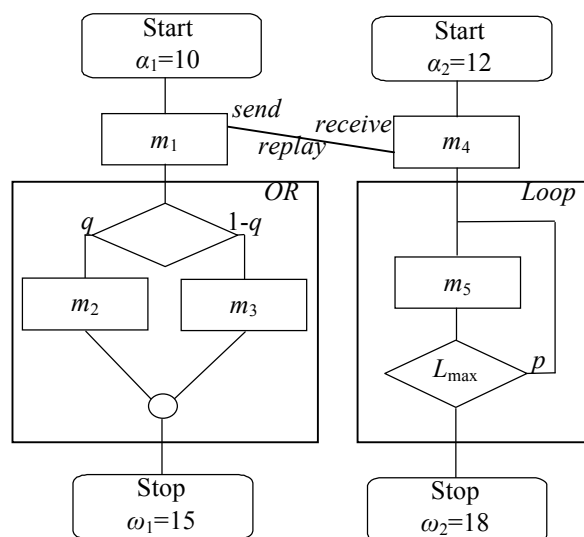 Start
α₁=10
Start
α₂=12
send
receive
replay
m₁
m₄
OR
Loop
q
1-q
m₂
m₃
m₅
Lmax
p
Stop
ω₁=15
Stop
ω₂=18